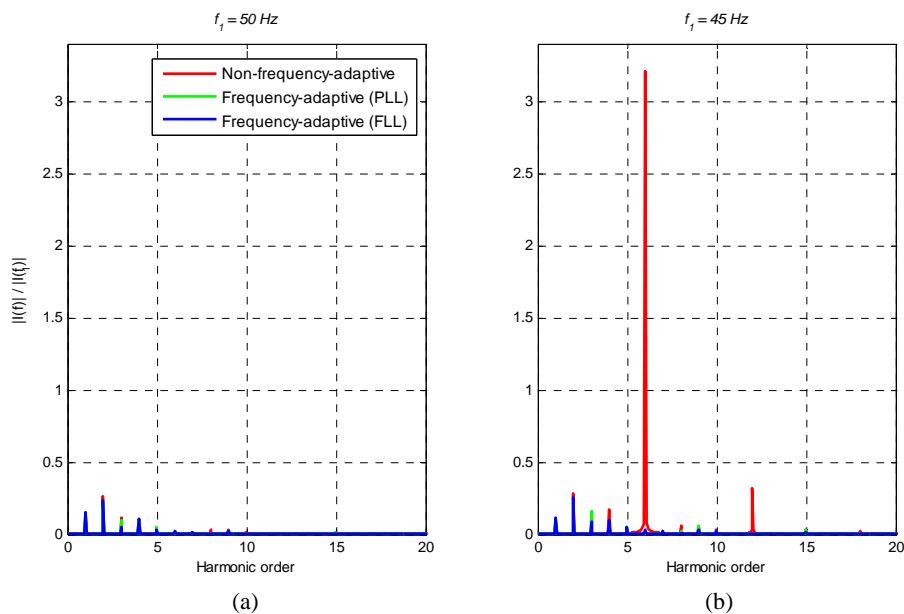 f1 = 50 Hz
f1 = 45 Hz
Non-frequency-adaptive
Frequency-adaptive (PLL)
Frequency-adaptive (FLL)
|I(f)| / |I(f1)|
3
2.5
2
1.5
1
0.5
0
0 5 10 15 20
Harmonic order
(a)
3
2.5
2
1.5
1
0.5
0
0 5 10 15 20
Harmonic order
(b)